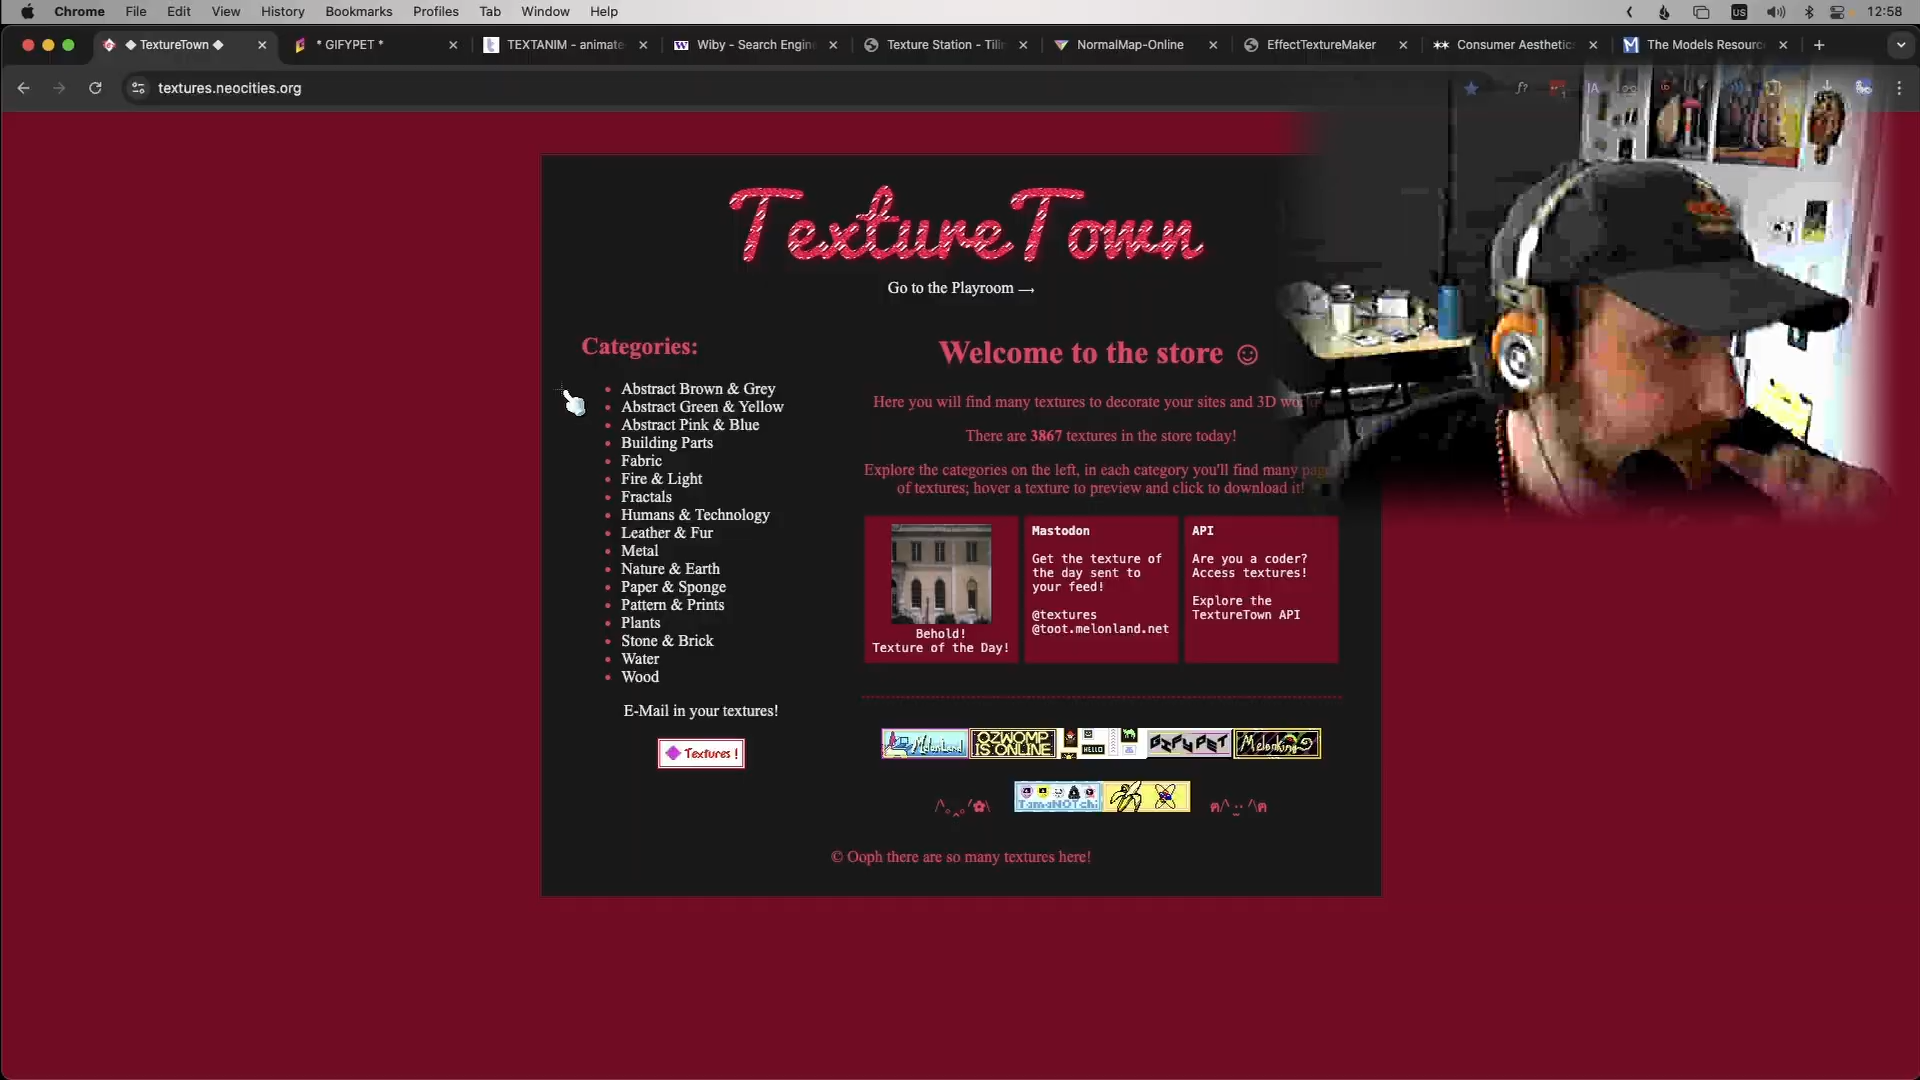 Chrome File Edit View History Bookmarks Profiles Tab Window Help
US 12:58
◆ TextureTown ◆
* GIFYPET *
TEXTANIM - animate
Wiby - Search Engin
Texture Station - Tilin
NormalMap-Online
EffectTextureMaker
Consumer Aesthetic
The Models Resour
textures.neocities.org
TextureTown
Go to the Playroom ⟶
Categories:
Abstract Brown & Grey
Abstract Green & Yellow
Abstract Pink & Blue
Building Parts
Fabric
Fire & Light
Fractals
Humans & Technology
Leather & Fur
Metal
Nature & Earth
Paper & Sponge
Pattern & Prints
Plants
Stone & Brick
Water
Wood
E-Mail in your textures!
Textures !
Welcome to the store ☺
Here you will find many textures to decorate your sites and 3D wo
There are 3867 textures in the store today!
Explore the categories on the left, in each category you'll find many pag
of textures; hover a texture to preview and click to download it!
Behold!
Texture of the Day!
Mastodon
Get the texture of
the day sent to
your feed!
@textures
@toot.melonland.net
API
Are you a coder?
Access textures!
Explore the
TextureTown API
MelonLand
OZWOMP
IS ONLINE
HELLO
GIFYPET
Melonking
TamaNOTchi
© Ooph there are so many textures here!